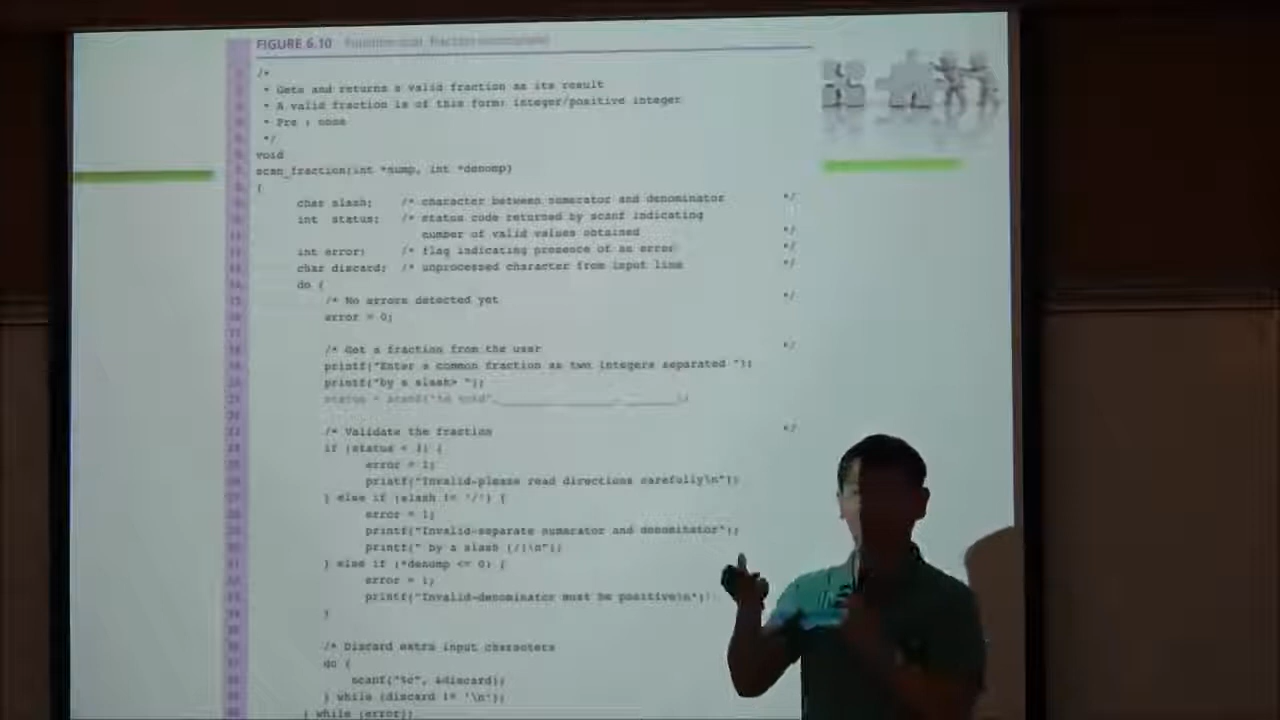 FIGURE 6.10 Function scan_fraction (incomplete)
/*
* Gets and returns a valid fraction as its result
* A valid fraction is of this form: integer/positive integer
* Pre : none
*/
void
scan_fraction(int *nump, int *denomp)
{
char slash; /* character between numerator and denominator */
int status; /* status code returned by scanf indicating
number of valid values obtained */
int error; /* flag indicating presence of an error */
char discard; /* unprocessed character from input line */
do {
/* No errors detected yet */
error = 0;
/* Get a fraction from the user */
printf("Enter a common fraction as two integers separated ");
printf("by a slash> ");
status = scanf("%d %c%d",
/* Validate the fraction */
if (status < 3) {
error = 1;
printf("Invalid-please read directions carefully\n");
} else if (slash != '/') {
error = 1;
printf("Invalid-separate numerator and denominator");
printf(" by a slash (/)\n");
} else if (*denomp <= 0) {
error = 1;
printf("Invalid-denominator must be positive\n");
}
/* Discard extra input characters
do {
scanf("%c", &discard);
} while (discard != '\n');
} while (error);